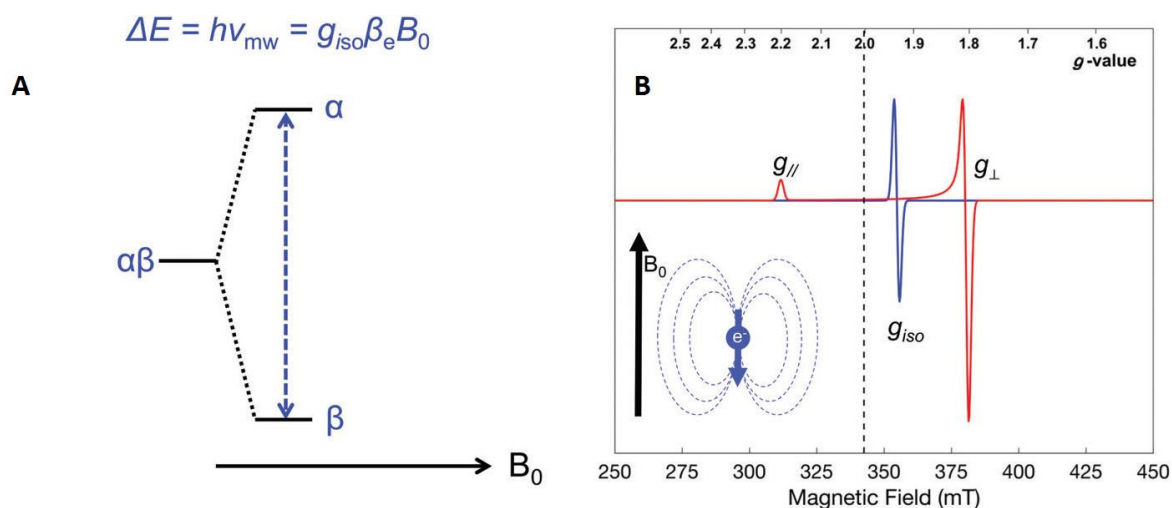 ΔE = hνmw = gisoβeB0
A
α
αβ
β
B0
B
2.5 2.4 2.3 2.2 2.1 2.0 1.9 1.8 1.7 1.6
g-value
g//
g⊥
B0
e-
giso
250 275 300 325 350 375 400 425 450
Magnetic Field (mT)